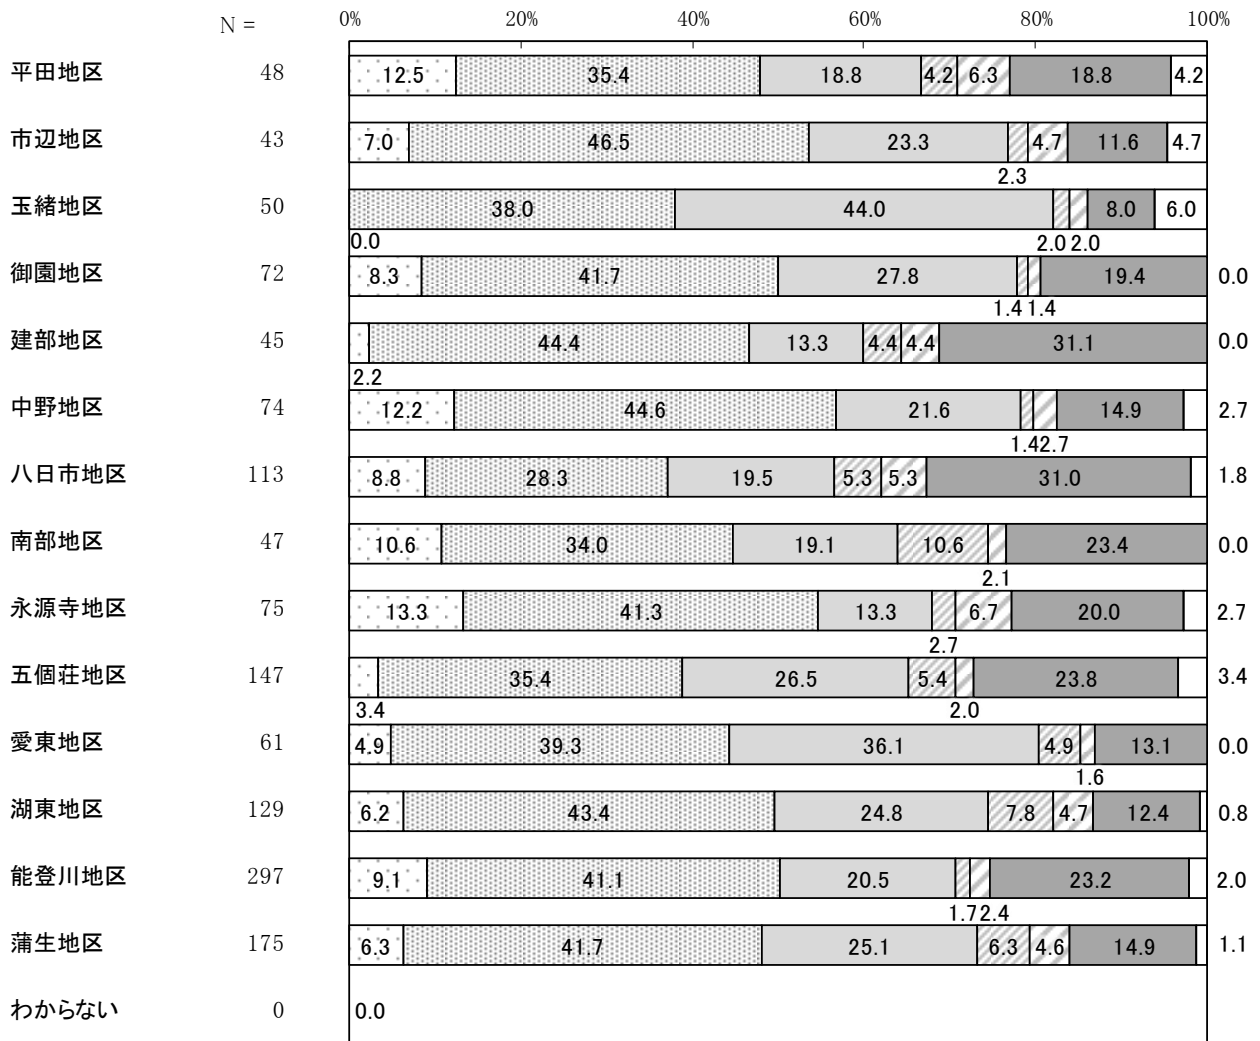 N =
0% 20% 40% 60% 80% 100%
平田地区 48 12.5 35.4 18.8 4.2 6.3 18.8 4.2
市辺地区 43 7.0 46.5 23.3 4.7 11.6 4.7
2.3
玉緒地区 50 38.0 44.0 8.0 6.0
0.0 2.0 2.0
御園地区 72 8.3 41.7 27.8 19.4 0.0
1.4 1.4
建部地区 45 44.4 13.3 4.4 4.4 31.1 0.0
2.2
中野地区 74 12.2 44.6 21.6 14.9 2.7
1.4 2.7
八日市地区 113 8.8 28.3 19.5 5.3 5.3 31.0 1.8
南部地区 47 10.6 34.0 19.1 10.6 23.4 0.0
2.1
永源寺地区 75 13.3 41.3 13.3 6.7 20.0 2.7
2.7
五個荘地区 147 35.4 26.5 5.4 23.8 3.4
3.4 2.0
愛東地区 61 4.9 39.3 36.1 4.9 13.1 0.0
1.6
湖東地区 129 6.2 43.4 24.8 7.8 4.7 12.4 0.8
能登川地区 297 9.1 41.1 20.5 23.2 2.0
1.7 2.4
蒲生地区 175 6.3 41.7 25.1 6.3 4.6 14.9 1.1
わからない 0 0.0